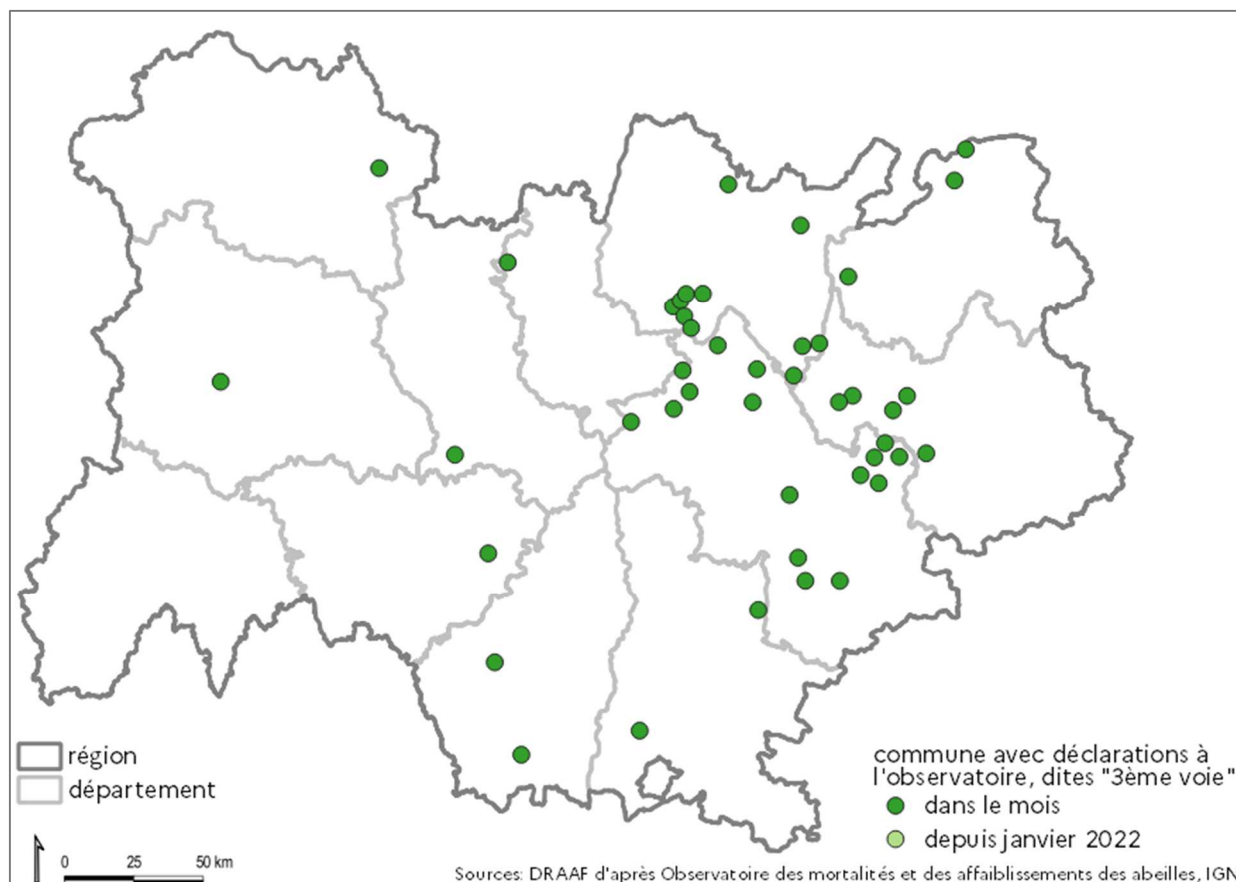 région
département
0 25 50 km
commune avec déclarations à
l'observatoire, dites "3ème voie"
dans le mois
depuis janvier 2022
Sources: DRAAF d'après Observatoire des mortalités et des affaiblissements des abeilles, IGN